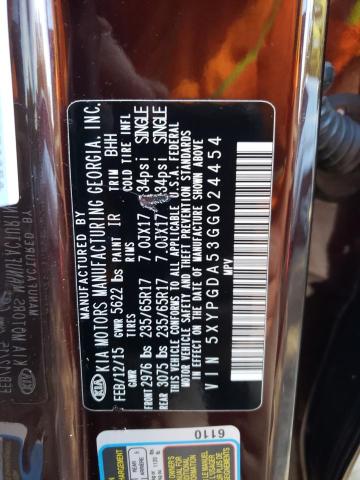 MANUFACTURED BY
KIA KIA MOTORS MANUFACTURING GEORGIA, INC.
FEB/12/15 GVWR 5622 lbs PAINT IR TRIM BHH
GAWR RIMS COLD TIRE INFL
FRONT 2976 lbs 235/65R17 7.0JX17 34psi SINGLE
REAR 3075 lbs 235/65R17 7.0JX17 34psi SINGLE
THIS VEHICLE CONFORMS TO ALL APPLICABLE U.S.A. FEDERAL
MOTOR VEHICLE SAFETY AND THEFT PREVENTION STANDARDS
IN EFFECT ON THE DATE OF MANUFACTURE SHOWN ABOVE.
VIN 5XYPGDA53GG024454
MPV
6110